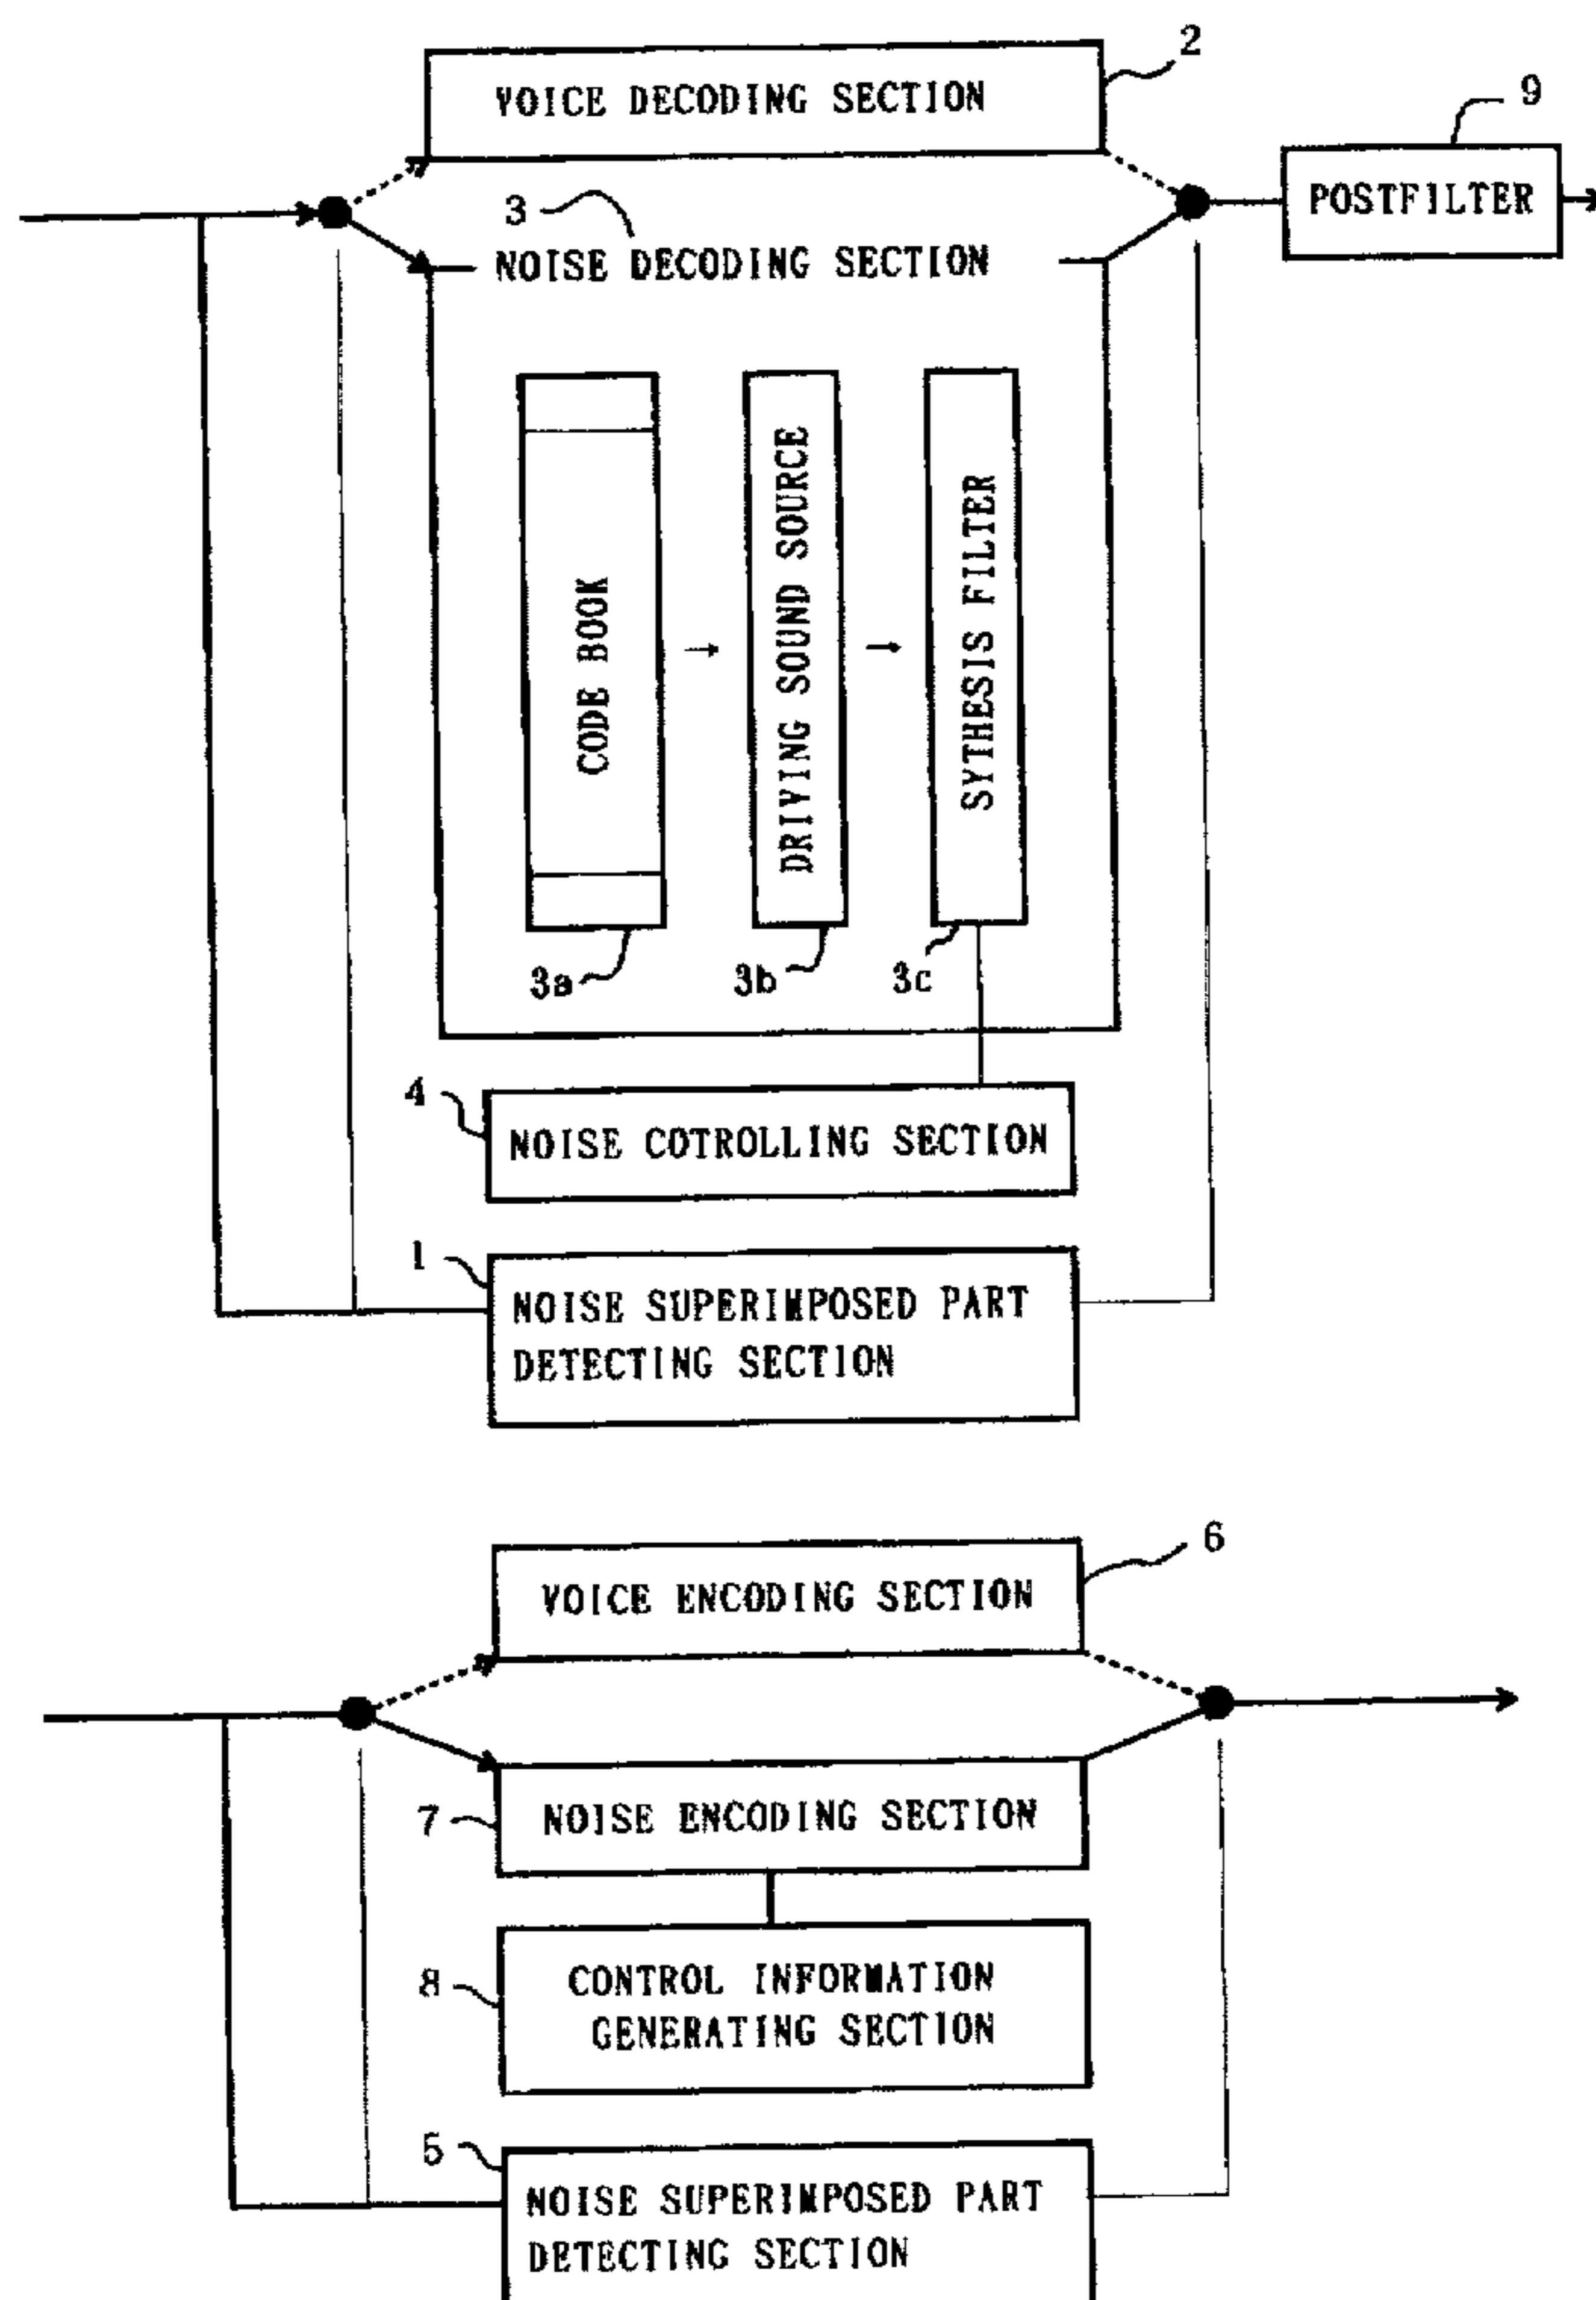 2
VOICE DECODING SECTION
9
POSTFILTER
3
NOISE DECODING SECTION
CODE BOOK
DRIVING SOUND SOURCE
SYTHESIS FILTER
3a
3b
3c
4
NOISE COTROLLING SECTION
1
NOISE SUPERIMPOSED PART
DETECTING SECTION
6
VOICE ENCODING SECTION
7
NOISE ENCODING SECTION
8
CONTROL INFORMATION
GENERATING SECTION
5
NOISE SUPERIMPOSED PART
DETECTING SECTION